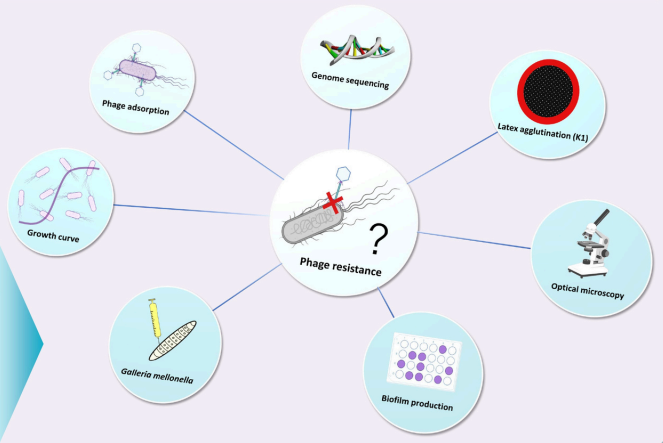 Genome sequencing
Phage adsorption
Latex agglutination (K1)
Growth curve
?
Phage resistance
Optical microscopy
Galleria mellonella
Biofilm production